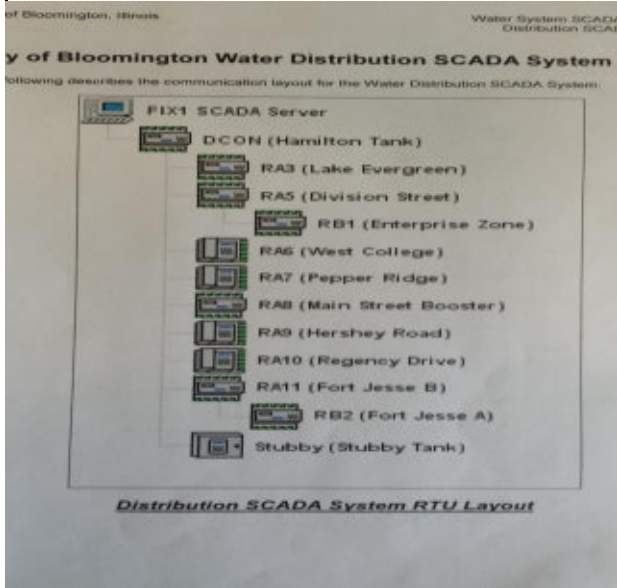 of Bloomington, Illinois
Water System SCADA
Distribution SCAD
y of Bloomington Water Distribution SCADA System
following describes the communication layout for the Water Distribution SCADA System:
FIX1 SCADA Server
DCON (Hamilton Tank)
RA3 (Lake Evergreen)
RA5 (Division Street)
RB1 (Enterprise Zone)
RA6 (West College)
RA7 (Pepper Ridge)
RA8 (Main Street Booster)
RA9 (Hershey Road)
RA10 (Regency Drive)
RA11 (Fort Jesse B)
RB2 (Fort Jesse A)
Stubby (Stubby Tank)
Distribution SCADA System RTU Layout